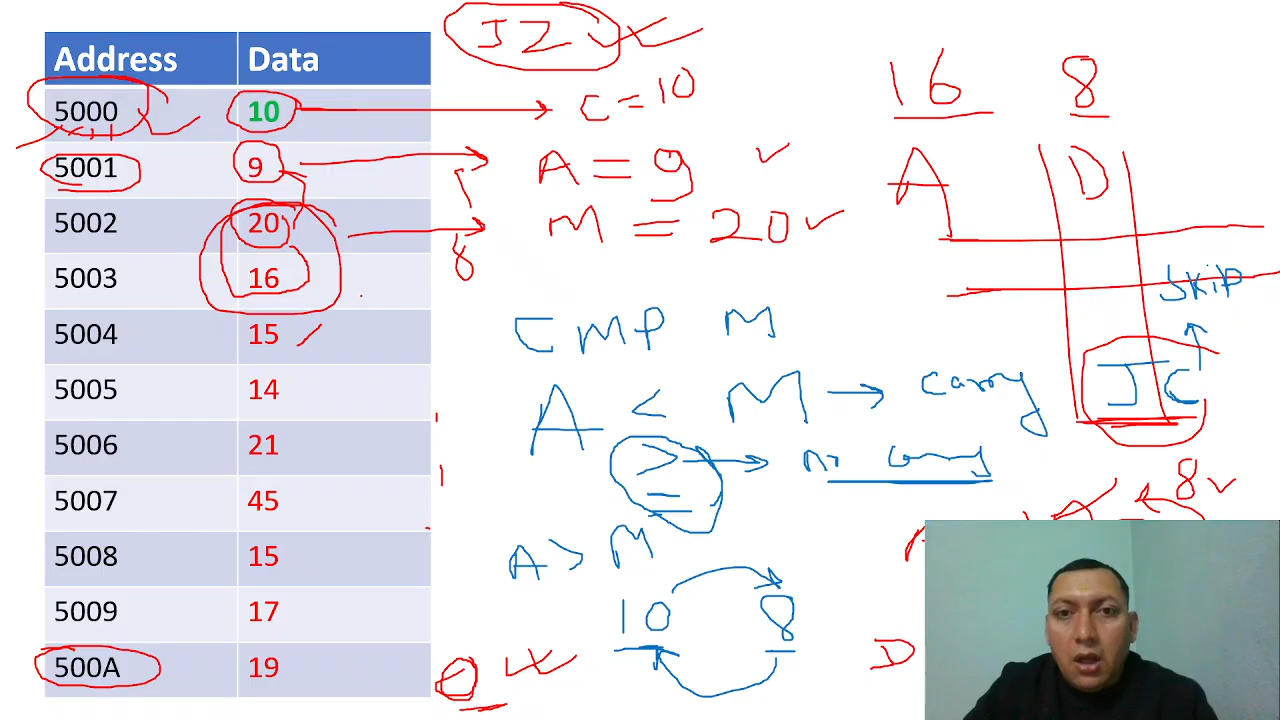 JZ
Address Data
5000 10
5001 9
5002 20
5003 16
5004 15
5005 14
5006 21
5007 45
5008 15
5009 17
500A 19
C = 10
A = 9
M = 20
8
CMP M
A < M → carry
> → no carry
=
A > M
10 8
16 8
A D
Skip
JC
8
D